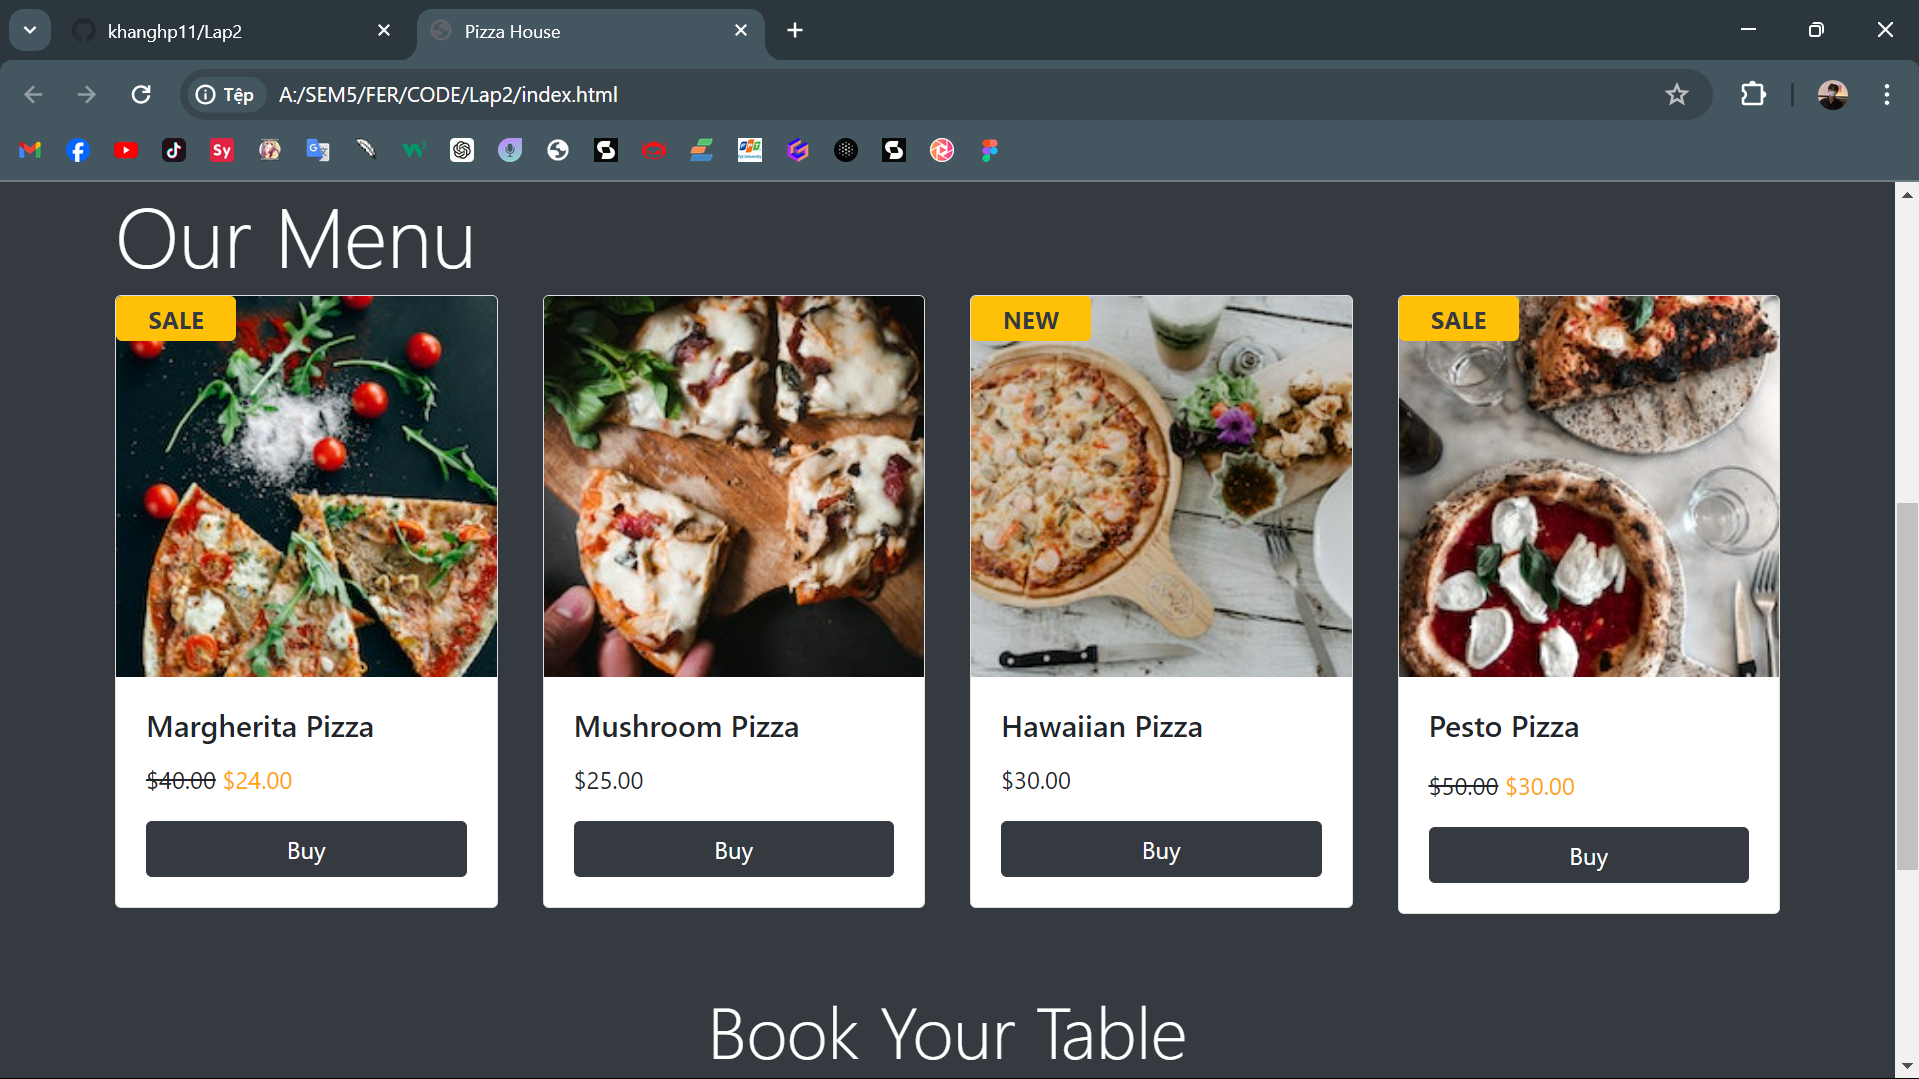 khanghp11/Lap2
Pizza House
Tệp
A:/SEM5/FER/CODE/Lap2/index.html
Sy
Our Menu
SALE
NEW
SALE
Margherita Pizza
Mushroom Pizza
Hawaiian Pizza
Pesto Pizza
$40.00 $24.00
$25.00
$30.00
$50.00 $30.00
Buy
Buy
Buy
Buy
Book Your Table